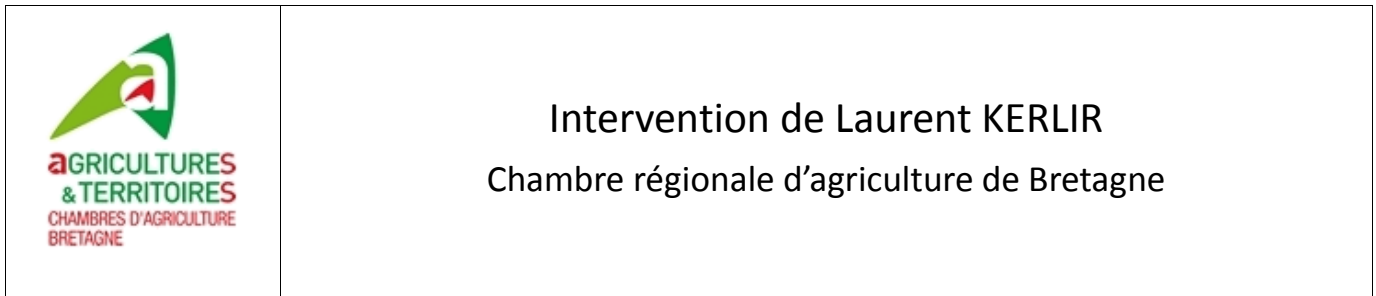 a
aGRICULTURES
& TERRITOIRES
CHAMBRES D'AGRICULTURE
BRETAGNE
Intervention de Laurent KERLIR
Chambre régionale d’agriculture de Bretagne